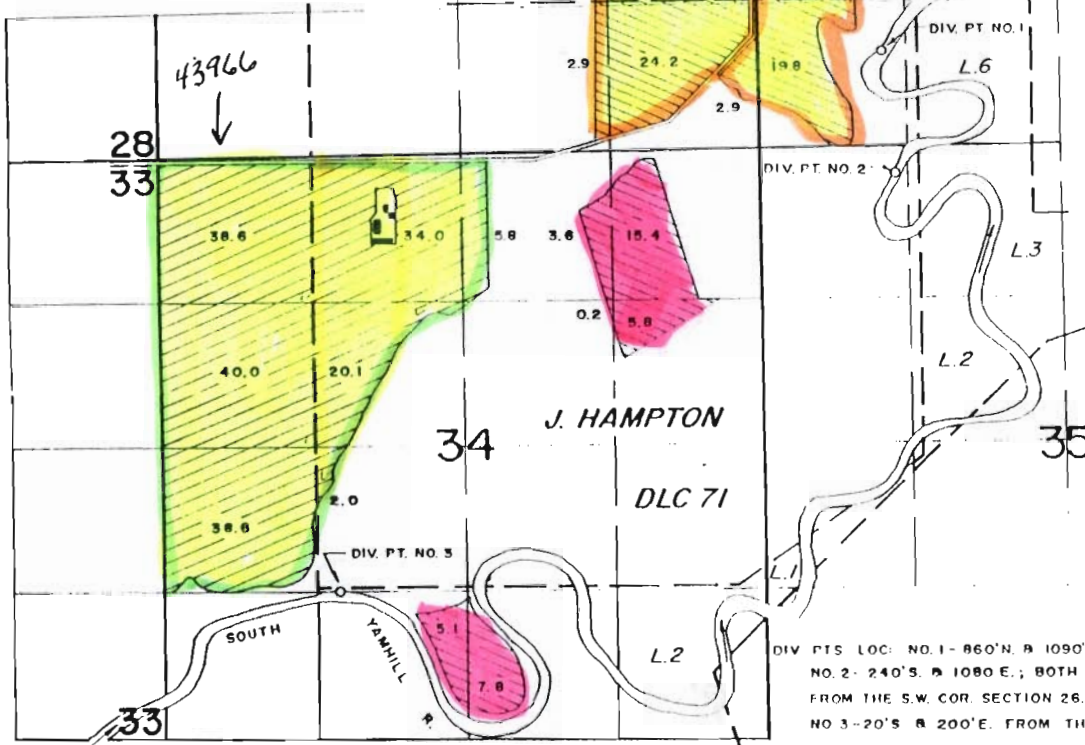 DIV. PT. NO. 1
2.9
24.2
19.8
L.6
43966
2.9
28
33
DIV. PT. NO. 2
38.6
34.0
5.8
3.6
15.4
L.3
0.2
5.8
40.0
20.1
L.2
J. HAMPTON
34
35
DLC 71
2.0
38.8
DIV. PT. NO. 3
L.1
SOUTH
YAMHILL
R.
5.1
L.2
7.8
33
DIV PTS LOC: NO. 1 - 860'N. & 1090'
NO. 2 - 240'S. & 1080 E.; BOTH
FROM THE S.W. COR. SECTION 26.
NO 3 - 20'S & 200'E. FROM TH